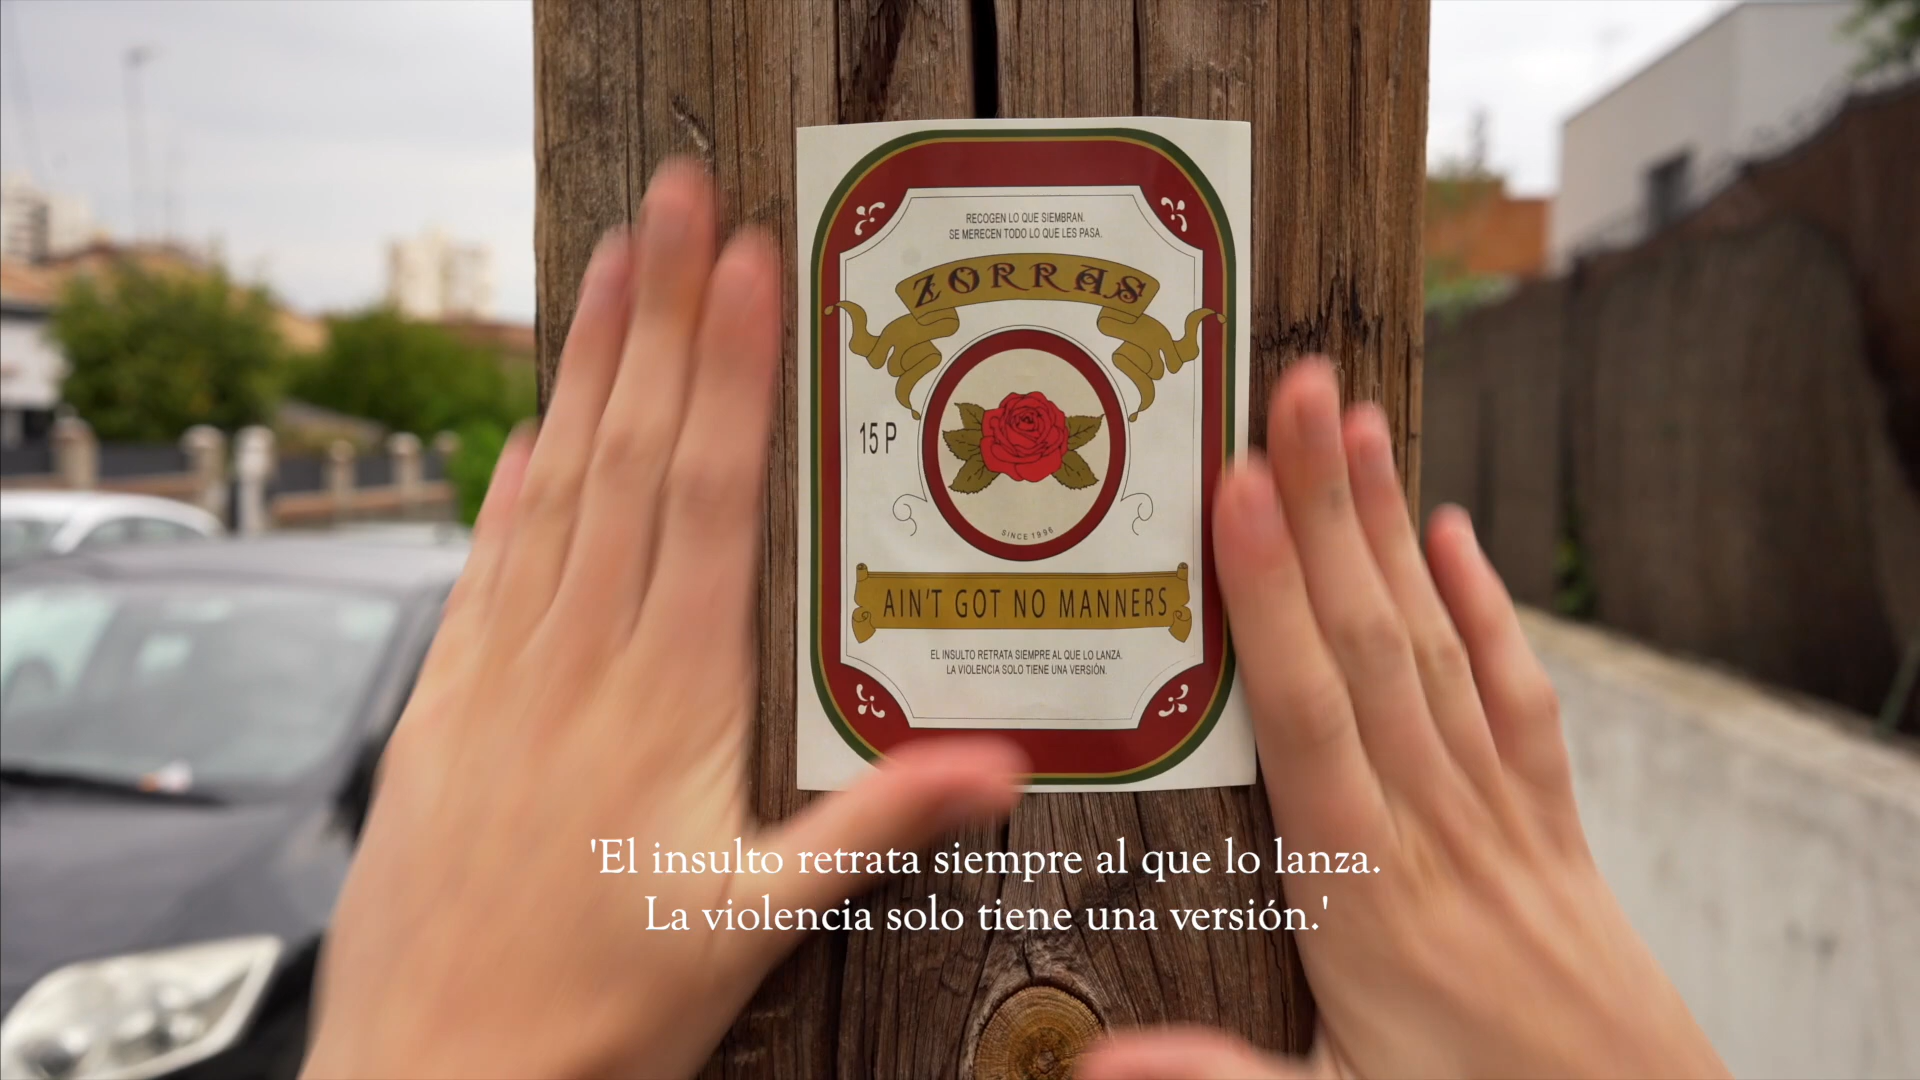 RECOGEN LO QUE SIEMBRAN.
SE MERECEN TODO LO QUE LES PASA.
ZORRAS
15 P
SINCE 1996
AIN'T GOT NO MANNERS
EL INSULTO RETRATA SIEMPRE AL QUE LO LANZA.
LA VIOLENCIA SOLO TIENE UNA VERSIÓN.
'El insulto retrata siempre al que lo lanza.
La violencia solo tiene una versión.'